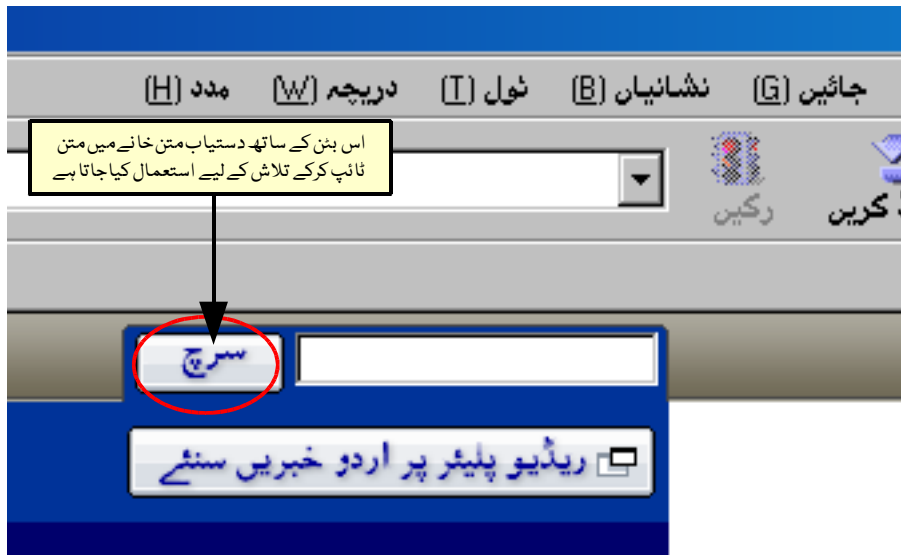 جائیں (G) نشانیاں (B) ٹول (T) دریچہ (W) مدد (H)
اس بٹن کے ساتھ دستیاب متن خانے میں متن
ٹائپ کرکے تلاش کے لیے استعمال کیا جاتا ہے
کریں رکیں
سرچ
ریڈیو پلیئر پر اردو خبریں سنئے